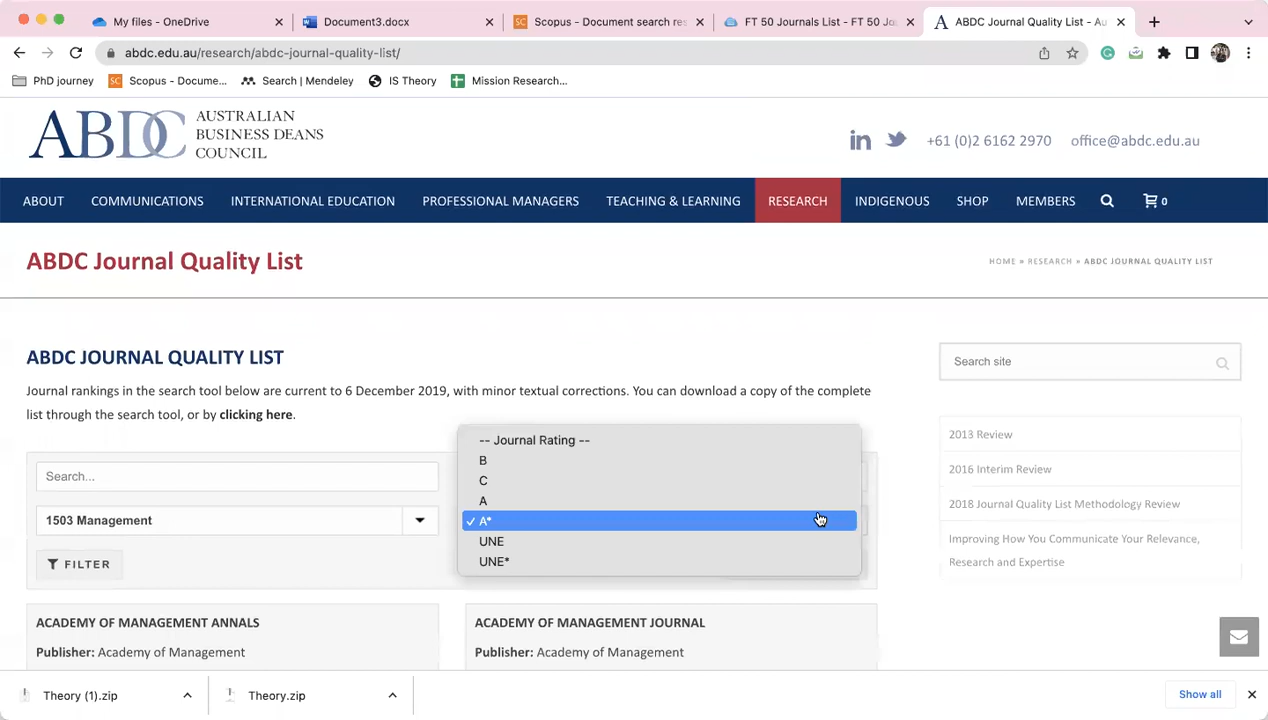 My files - OneDrive
Document3.docx
Scopus - Document search res
FT 50 Journals List - FT 50 Jo
ABDC Journal Quality List - Au
abdc.edu.au/research/abdc-journal-quality-list/
PhD journey
Scopus - Docume...
Search | Mendeley
IS Theory
Mission Research...
ABDC
AUSTRALIAN
BUSINESS DEANS
COUNCIL
+61 (0)2 6162 2970
office@abdc.edu.au
ABOUT
COMMUNICATIONS
INTERNATIONAL EDUCATION
PROFESSIONAL MANAGERS
TEACHING & LEARNING
RESEARCH
INDIGENOUS
SHOP
MEMBERS
0
ABDC Journal Quality List
HOME » RESEARCH » ABDC JOURNAL QUALITY LIST
ABDC JOURNAL QUALITY LIST
Journal rankings in the search tool below are current to 6 December 2019, with minor textual corrections. You can download a copy of the complete
list through the search tool, or by clicking here.
Search site
2013 Review
2016 Interim Review
2018 Journal Quality List Methodology Review
Improving How You Communicate Your Relevance,
Research and Expertise
Search...
1503 Management
FILTER
-- Journal Rating --
B
C
A
A*
UNE
UNE*
ACADEMY OF MANAGEMENT ANNALS
Publisher: Academy of Management
ACADEMY OF MANAGEMENT JOURNAL
Publisher: Academy of Management
Theory (1).zip
Theory.zip
Show all